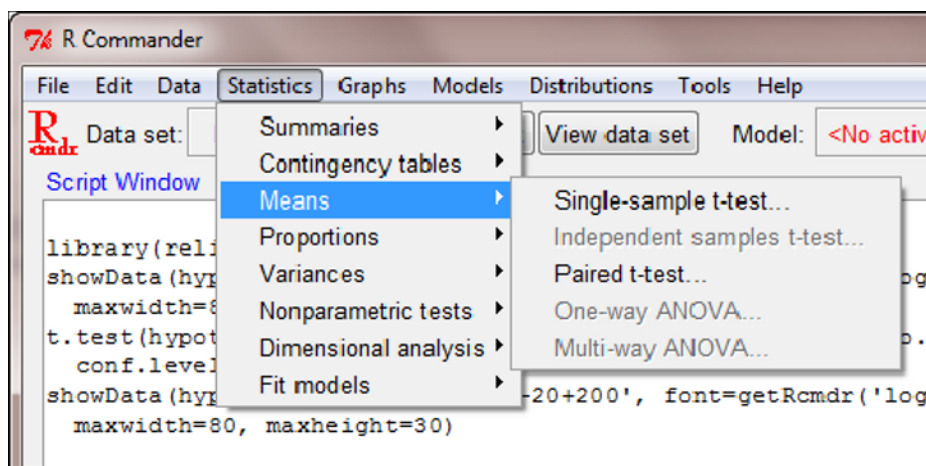 R Commander
File Edit Data Statistics Graphs Models Distributions Tools Help
R
cmdr
Data set: View data set Model: <No activ
Script Window
Summaries
Contingency tables
Means
Proportions
Variances
Nonparametric tests
Dimensional analysis
Fit models
Single-sample t-test...
Independent samples t-test...
Paired t-test...
One-way ANOVA...
Multi-way ANOVA...
library(reli
showData(hyp og
maxwidth=8
t.test(hypot o.
conf.level
showData(hyp -20+200', font=getRcmdr('log
maxwidth=80, maxheight=30)